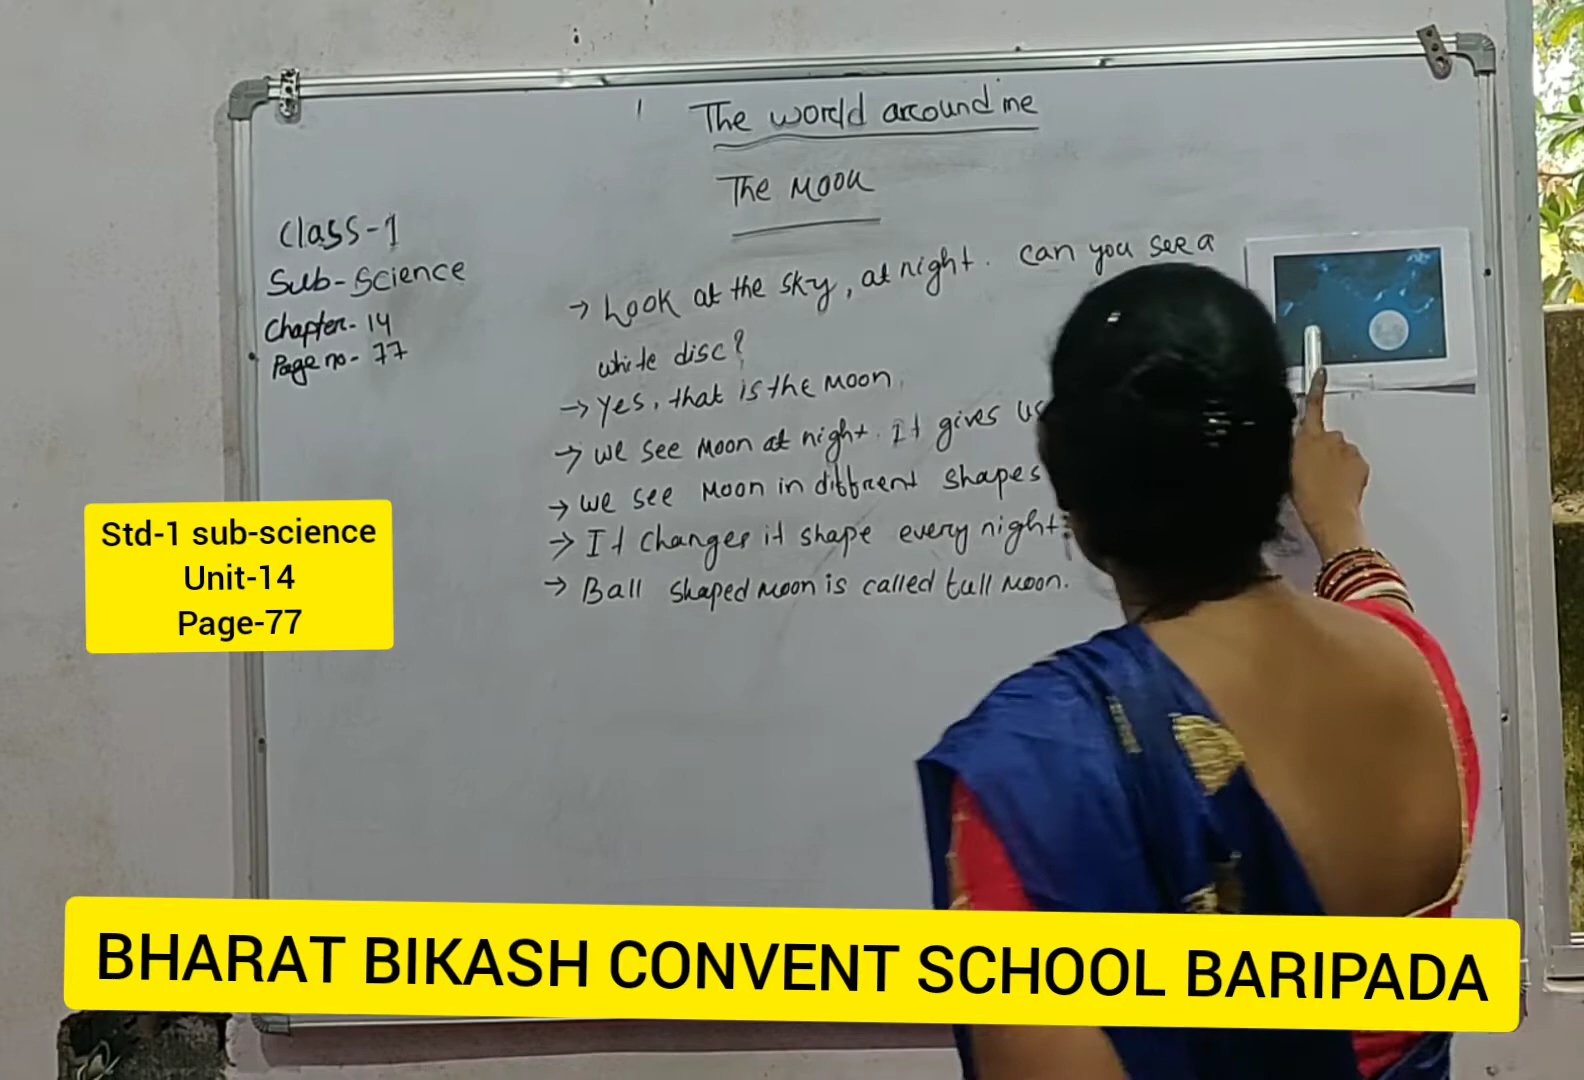 The world around me
The Moon
Class-1
Sub-Science
Chapter-14
Page no-77
→ Look at the sky, at night. Can you see a
white disc?
→ Yes, that is the Moon.
→ We see Moon at night. It gives us
→ We see Moon in different shapes
→ It changes it shape every night.
→ Ball shaped Moon is called full Moon.
Std-1 sub-science
Unit-14
Page-77
BHARAT BIKASH CONVENT SCHOOL BARIPADA